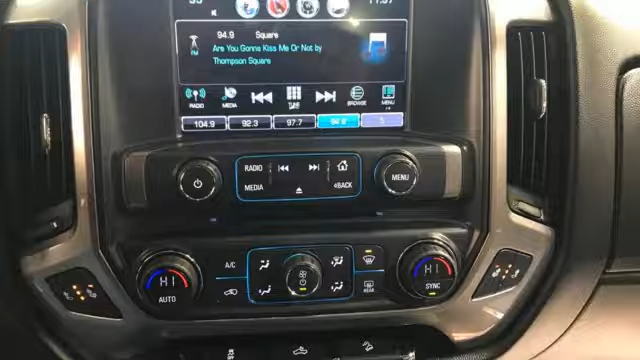 94.9 Square
FM
Are You Gonna Kiss Me Or Not by
Thompson Square
RADIO MEDIA TUNE BROWSE MENU
104.9 92.3 97.7 94.9 5
RADIO
MEDIA BACK
MENU
A/C
HI HI
AUTO REAR SYNC